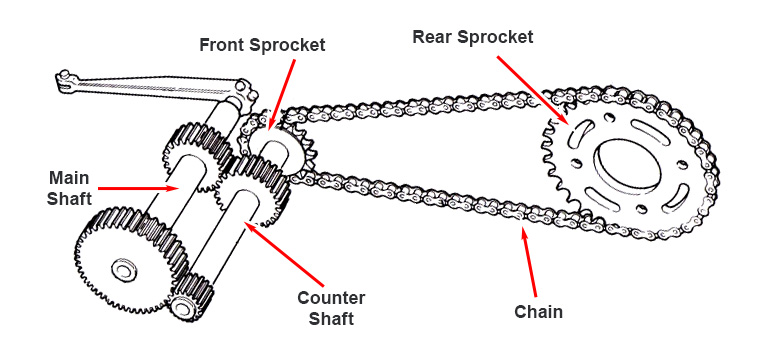 Front Sprocket
Rear Sprocket
Main
Shaft
Counter
Shaft
Chain